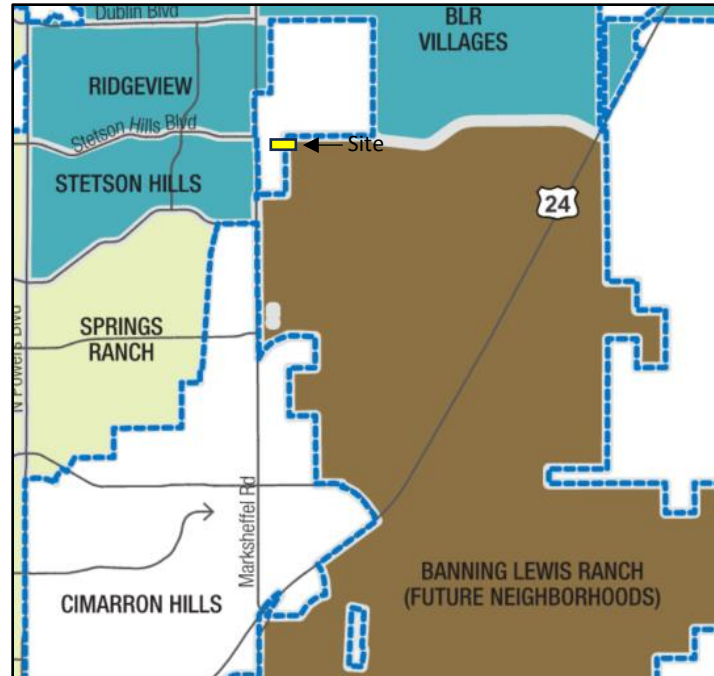 Dublin Blvd
BLR
VILLAGES
RIDGEVIEW
Stetson Hills Blvd
Site
STETSON HILLS
24
SPRINGS
RANCH
N Powers Blvd
Marksheffel Rd
BANNING LEWIS RANCH
(FUTURE NEIGHBORHOODS)
CIMARRON HILLS